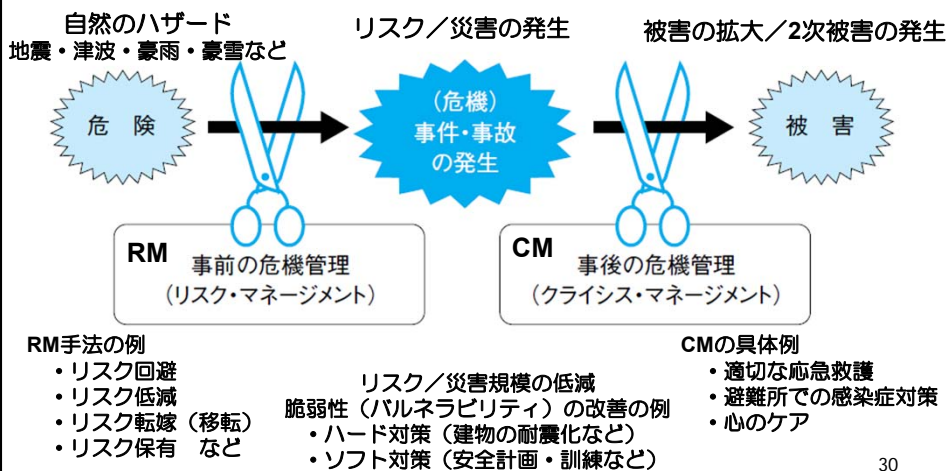 自然のハザード
地震・津波・豪雨・豪雪など
リスク／災害の発生
被害の拡大／2次被害の発生
危　険
(危機)
事件・事故
の発生
被　害
RM
事前の危機管理
(リスク・マネージメント)
CM
事後の危機管理
(クライシス・マネージメント)
RM手法の例
・リスク回避
・リスク低減
・リスク転嫁（移転）
・リスク保有　など
リスク／災害規模の低減
脆弱性（バルネラビリティ）の改善の例
・ハード対策（建物の耐震化など）
・ソフト対策（安全計画・訓練など）
CMの具体例
・適切な応急救護
・避難所での感染症対策
・心のケア
30